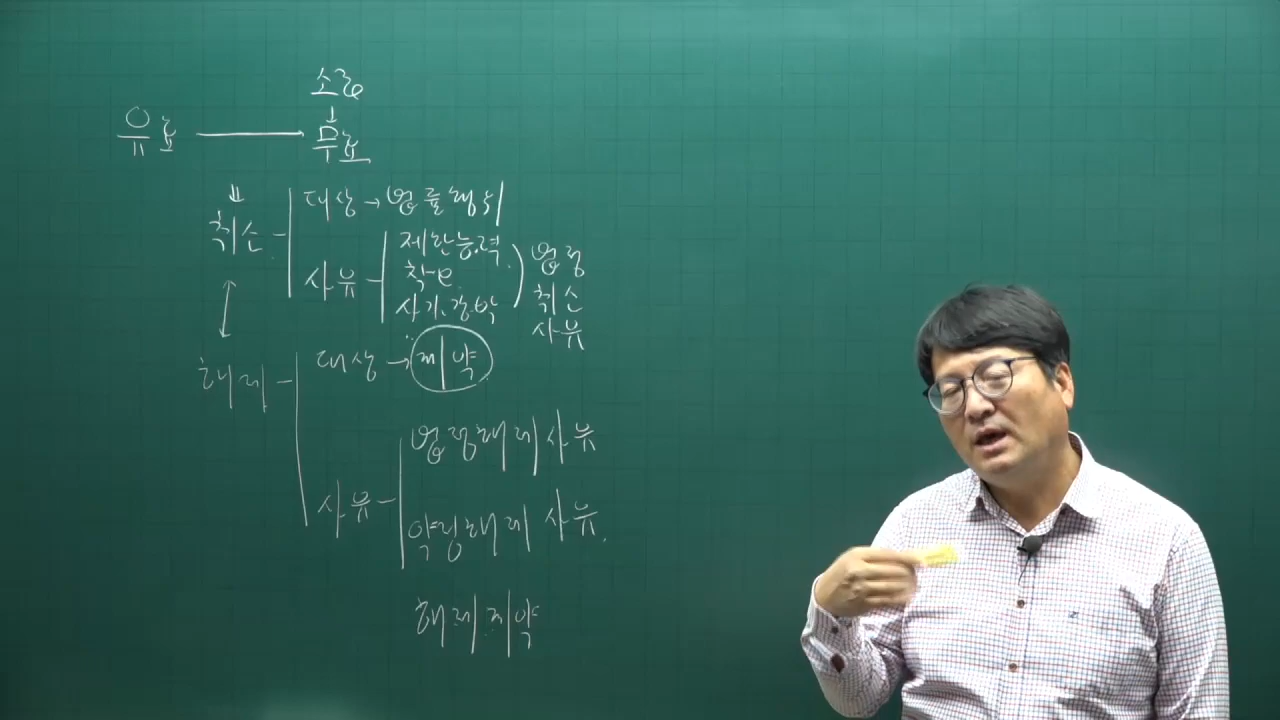 소급
유효 → 무효
취소 대상 → 법률행위
사유 제한능력
착오
사기.강박
법정
취소
사유
해제 대상 → 계약
사유 법정해제사유
약정해제사유.
해제계약